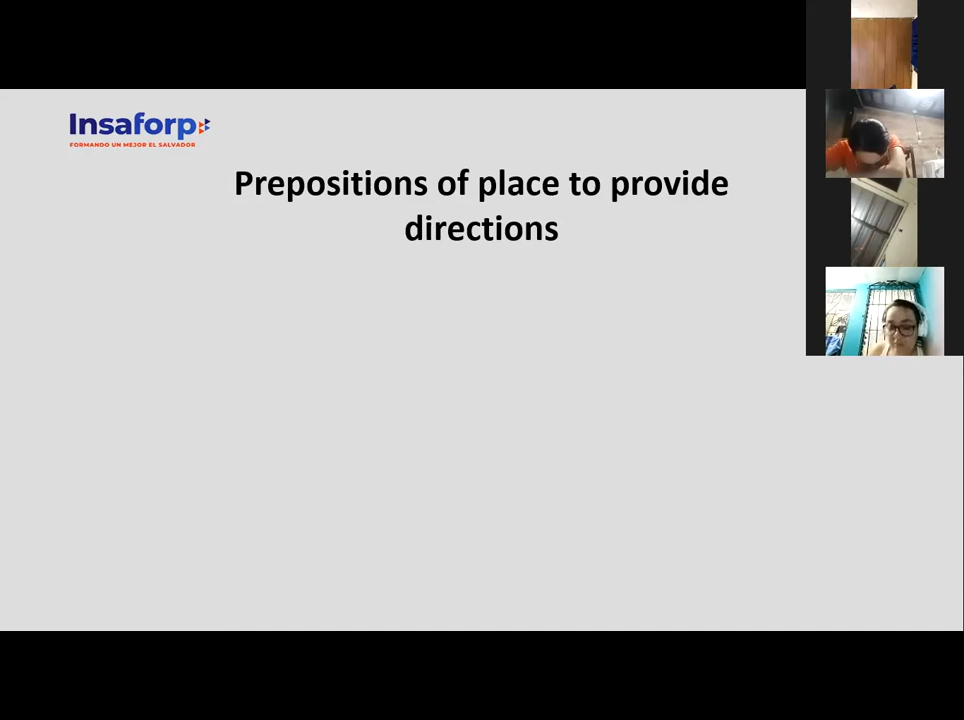 Insaforp
FORMANDO UN MEJOR EL SALVADOR
Prepositions of place to provide
directions